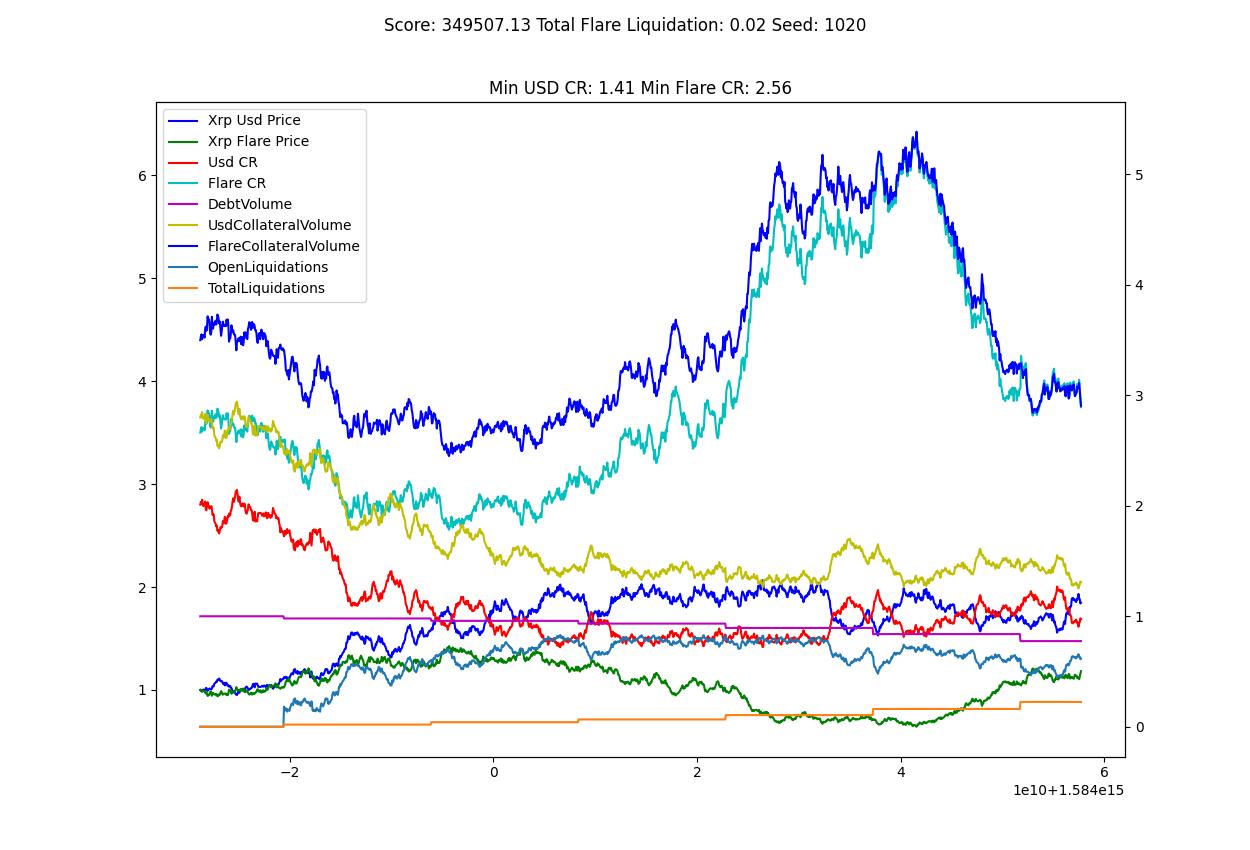 Score: 349507.13 Total Flare Liquidation: 0.02 Seed: 1020
Min USD CR: 1.41 Min Flare CR: 2.56
Xrp Usd Price
Xrp Flare Price
Usd CR
Flare CR
DebtVolume
UsdCollateralVolume
FlareCollateralVolume
OpenLiquidations
TotalLiquidations
6
5
4
3
2
1
5
4
3
2
1
0
−2
0
2
4
6
1e10+1.584e15